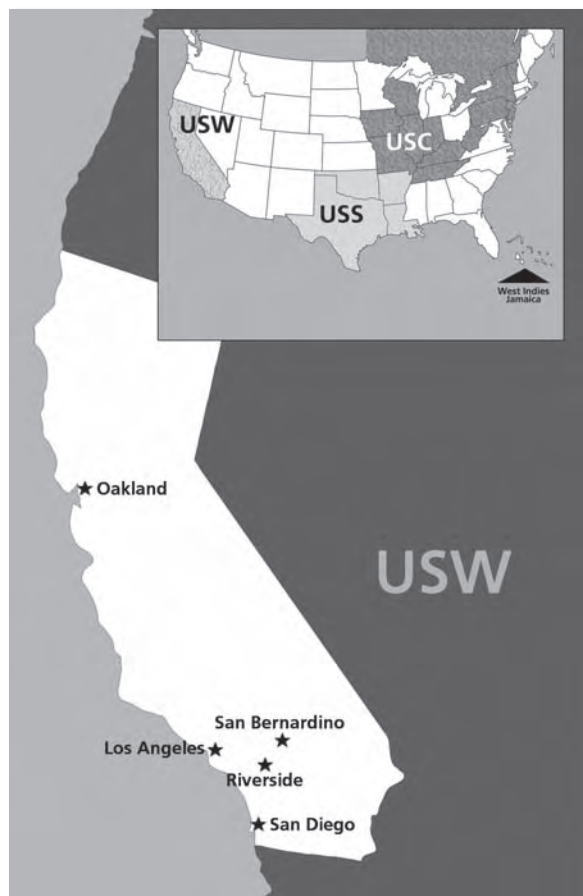 USW
USC
USS
West Indies
Jamaica
Oakland
USW
San Bernardino
Los Angeles
Riverside
San Diego